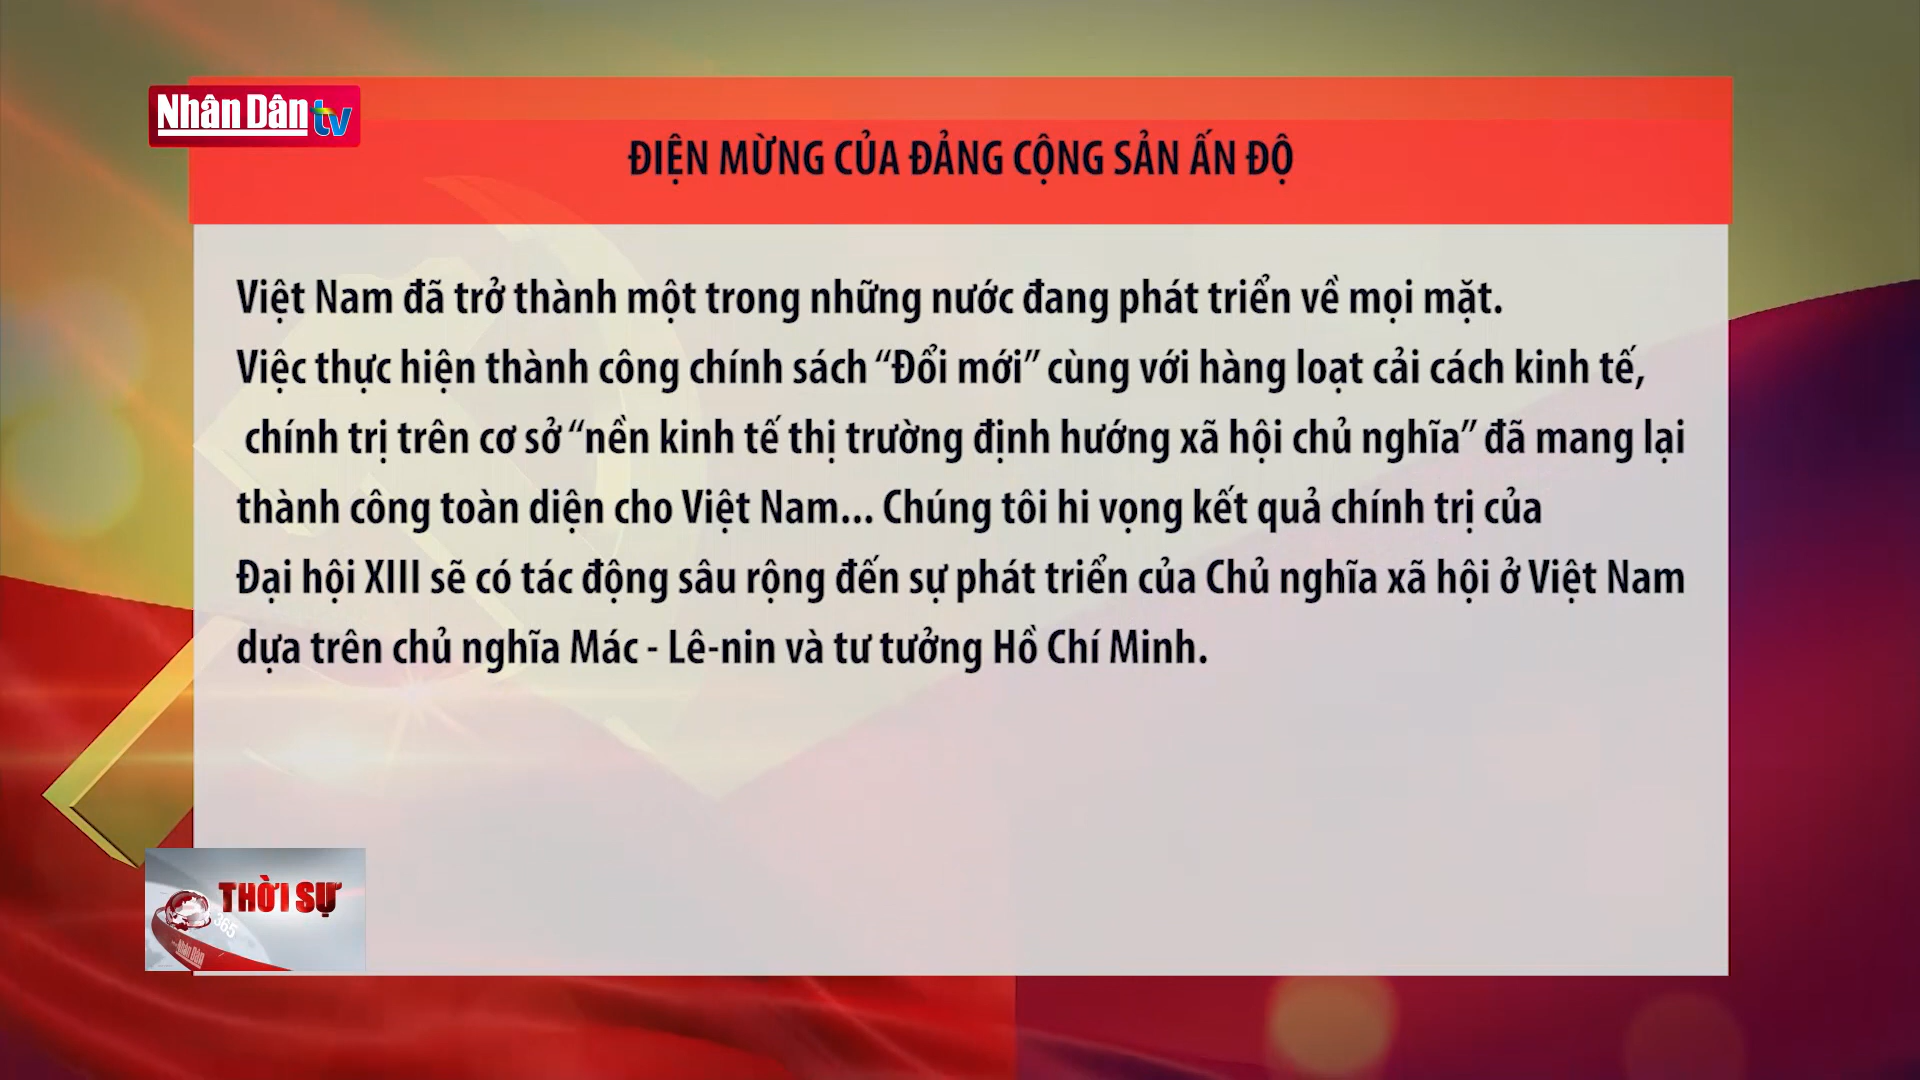 Nhân Dân tv
ĐIỆN MỪNG CỦA ĐẢNG CỘNG SẢN ẤN ĐỘ
Việt Nam đã trở thành một trong những nước đang phát triển về mọi mặt.
Việc thực hiện thành công chính sách “Đổi mới” cùng với hàng loạt cải cách kinh tế,
chính trị trên cơ sở “nền kinh tế thị trường định hướng xã hội chủ nghĩa” đã mang lại
thành công toàn diện cho Việt Nam... Chúng tôi hi vọng kết quả chính trị của
Đại hội XIII sẽ có tác động sâu rộng đến sự phát triển của Chủ nghĩa xã hội ở Việt Nam
dựa trên chủ nghĩa Mác - Lê-nin và tư tưởng Hồ Chí Minh.
THỜI SỰ
365
Nhân Dân